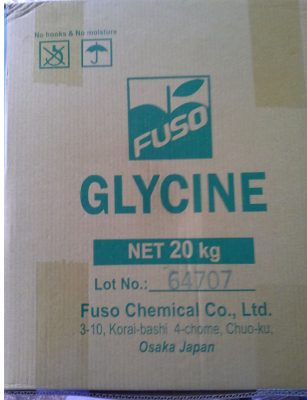 No hooks & No moisture
FUSO
GLYCINE
NET 20 kg
Lot No.: 64707
Fuso Chemical Co., Ltd.
3-10, Korai-bashi 4-chome, Chuo-ku,
Osaka Japan